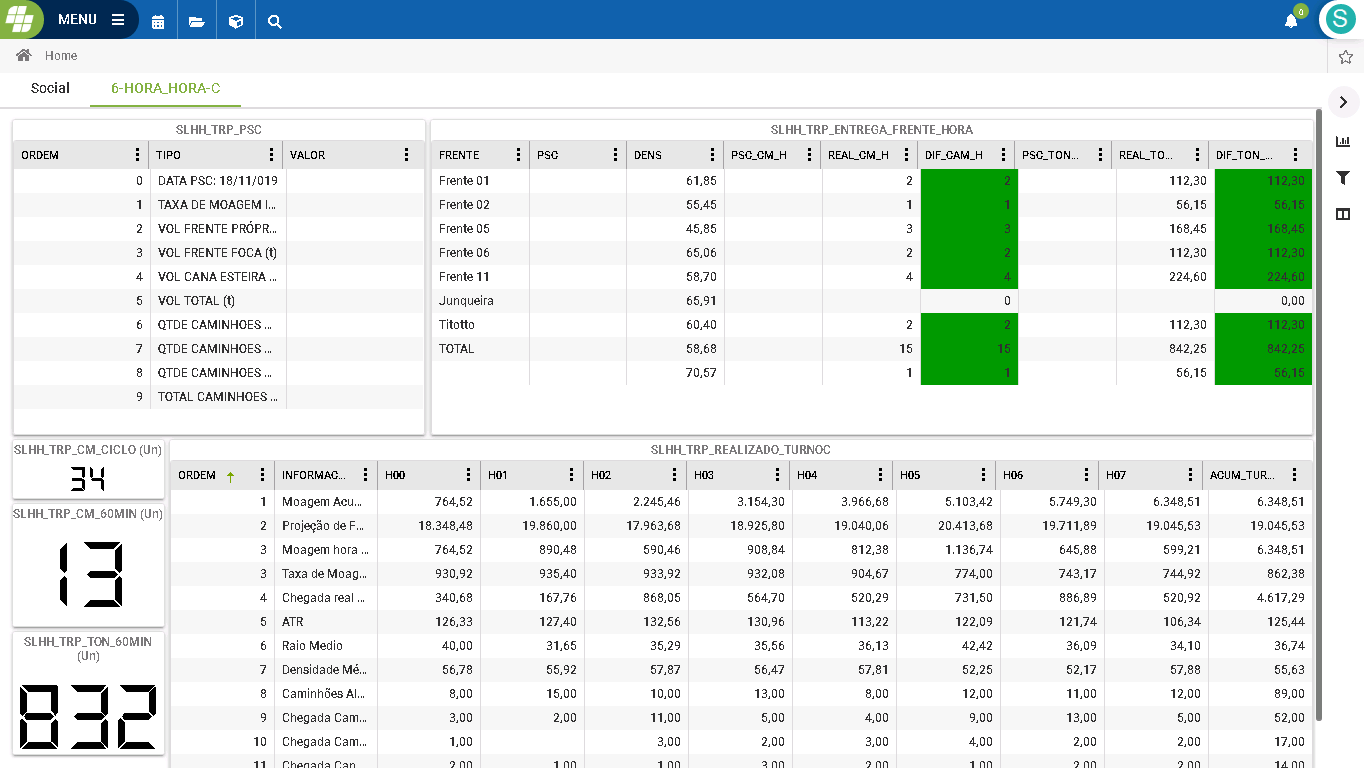 MENU
0
S
Home
Social 6-HORA_HORA-C
SLHH_TRP_PSC
ORDEM TIPO VALOR
0 DATA PSC: 18/11/019
1 TAXA DE MOAGEM I...
2 VOL FRENTE PRÓPR...
3 VOL FRENTE FOCA (t)
4 VOL CANA ESTEIRA ...
5 VOL TOTAL (t)
6 QTDE CAMINHOES ...
7 QTDE CAMINHOES ...
8 QTDE CAMINHOES ...
9 TOTAL CAMINHOES ...
SLHH_TRP_ENTREGA_FRENTE_HORA
FRENTE PSC DENS PSC_CM_H REAL_CM_H DIF_CAM_H PSC_TON... REAL_TO... DIF_TON_...
Frente 01 61,85 2 2 112,30 112,30
Frente 02 55,45 1 1 56,15 56,15
Frente 05 45,85 3 3 168,45 168,45
Frente 06 65,06 2 2 112,30 112,30
Frente 11 58,70 4 4 224,60 224,60
Junqueira 65,91 0 0,00
Titotto 60,40 2 2 112,30 112,30
TOTAL 58,68 15 15 842,25 842,25
70,57 1 1 56,15 56,15
SLHH_TRP_CM_CICLO (Un)
34
SLHH_TRP_CM_60MIN (Un)
13
SLHH_TRP_TON_60MIN
(Un)
832
SLHH_TRP_REALIZADO_TURNOC
ORDEM INFORMAC... H00 H01 H02 H03 H04 H05 H06 H07 ACUM_TUR...
1 Moagem Acu... 764,52 1.655,00 2.245,46 3.154,30 3.966,68 5.103,42 5.749,30 6.348,51 6.348,51
2 Projeção de F... 18.348,48 19.860,00 17.963,68 18.925,80 19.040,06 20.413,68 19.711,89 19.045,53 19.045,53
3 Moagem hora ... 764,52 890,48 590,46 908,84 812,38 1.136,74 645,88 599,21 6.348,51
3 Taxa de Moag... 930,92 935,40 933,92 932,08 904,67 774,00 743,17 744,92 862,38
4 Chegada real ... 340,68 167,76 868,05 564,70 520,29 731,50 886,89 520,92 4.617,29
5 ATR 126,33 127,40 132,56 130,96 113,22 122,09 121,74 106,34 125,44
6 Raio Medio 40,00 31,65 35,29 35,56 36,13 42,42 36,09 34,10 36,74
7 Densidade Mé... 56,78 55,92 57,87 56,47 57,81 52,25 52,17 57,88 55,63
8 Caminhões Al... 8,00 15,00 10,00 13,00 8,00 12,00 11,00 12,00 89,00
9 Chegada Cam... 3,00 2,00 11,00 5,00 4,00 9,00 13,00 5,00 52,00
10 Chegada Cam... 1,00 3,00 2,00 3,00 4,00 2,00 2,00 17,00
11 Chegada Can... 2,00 1,00 1,00 3,00 2,00 1,00 2,00 2,00 14,00